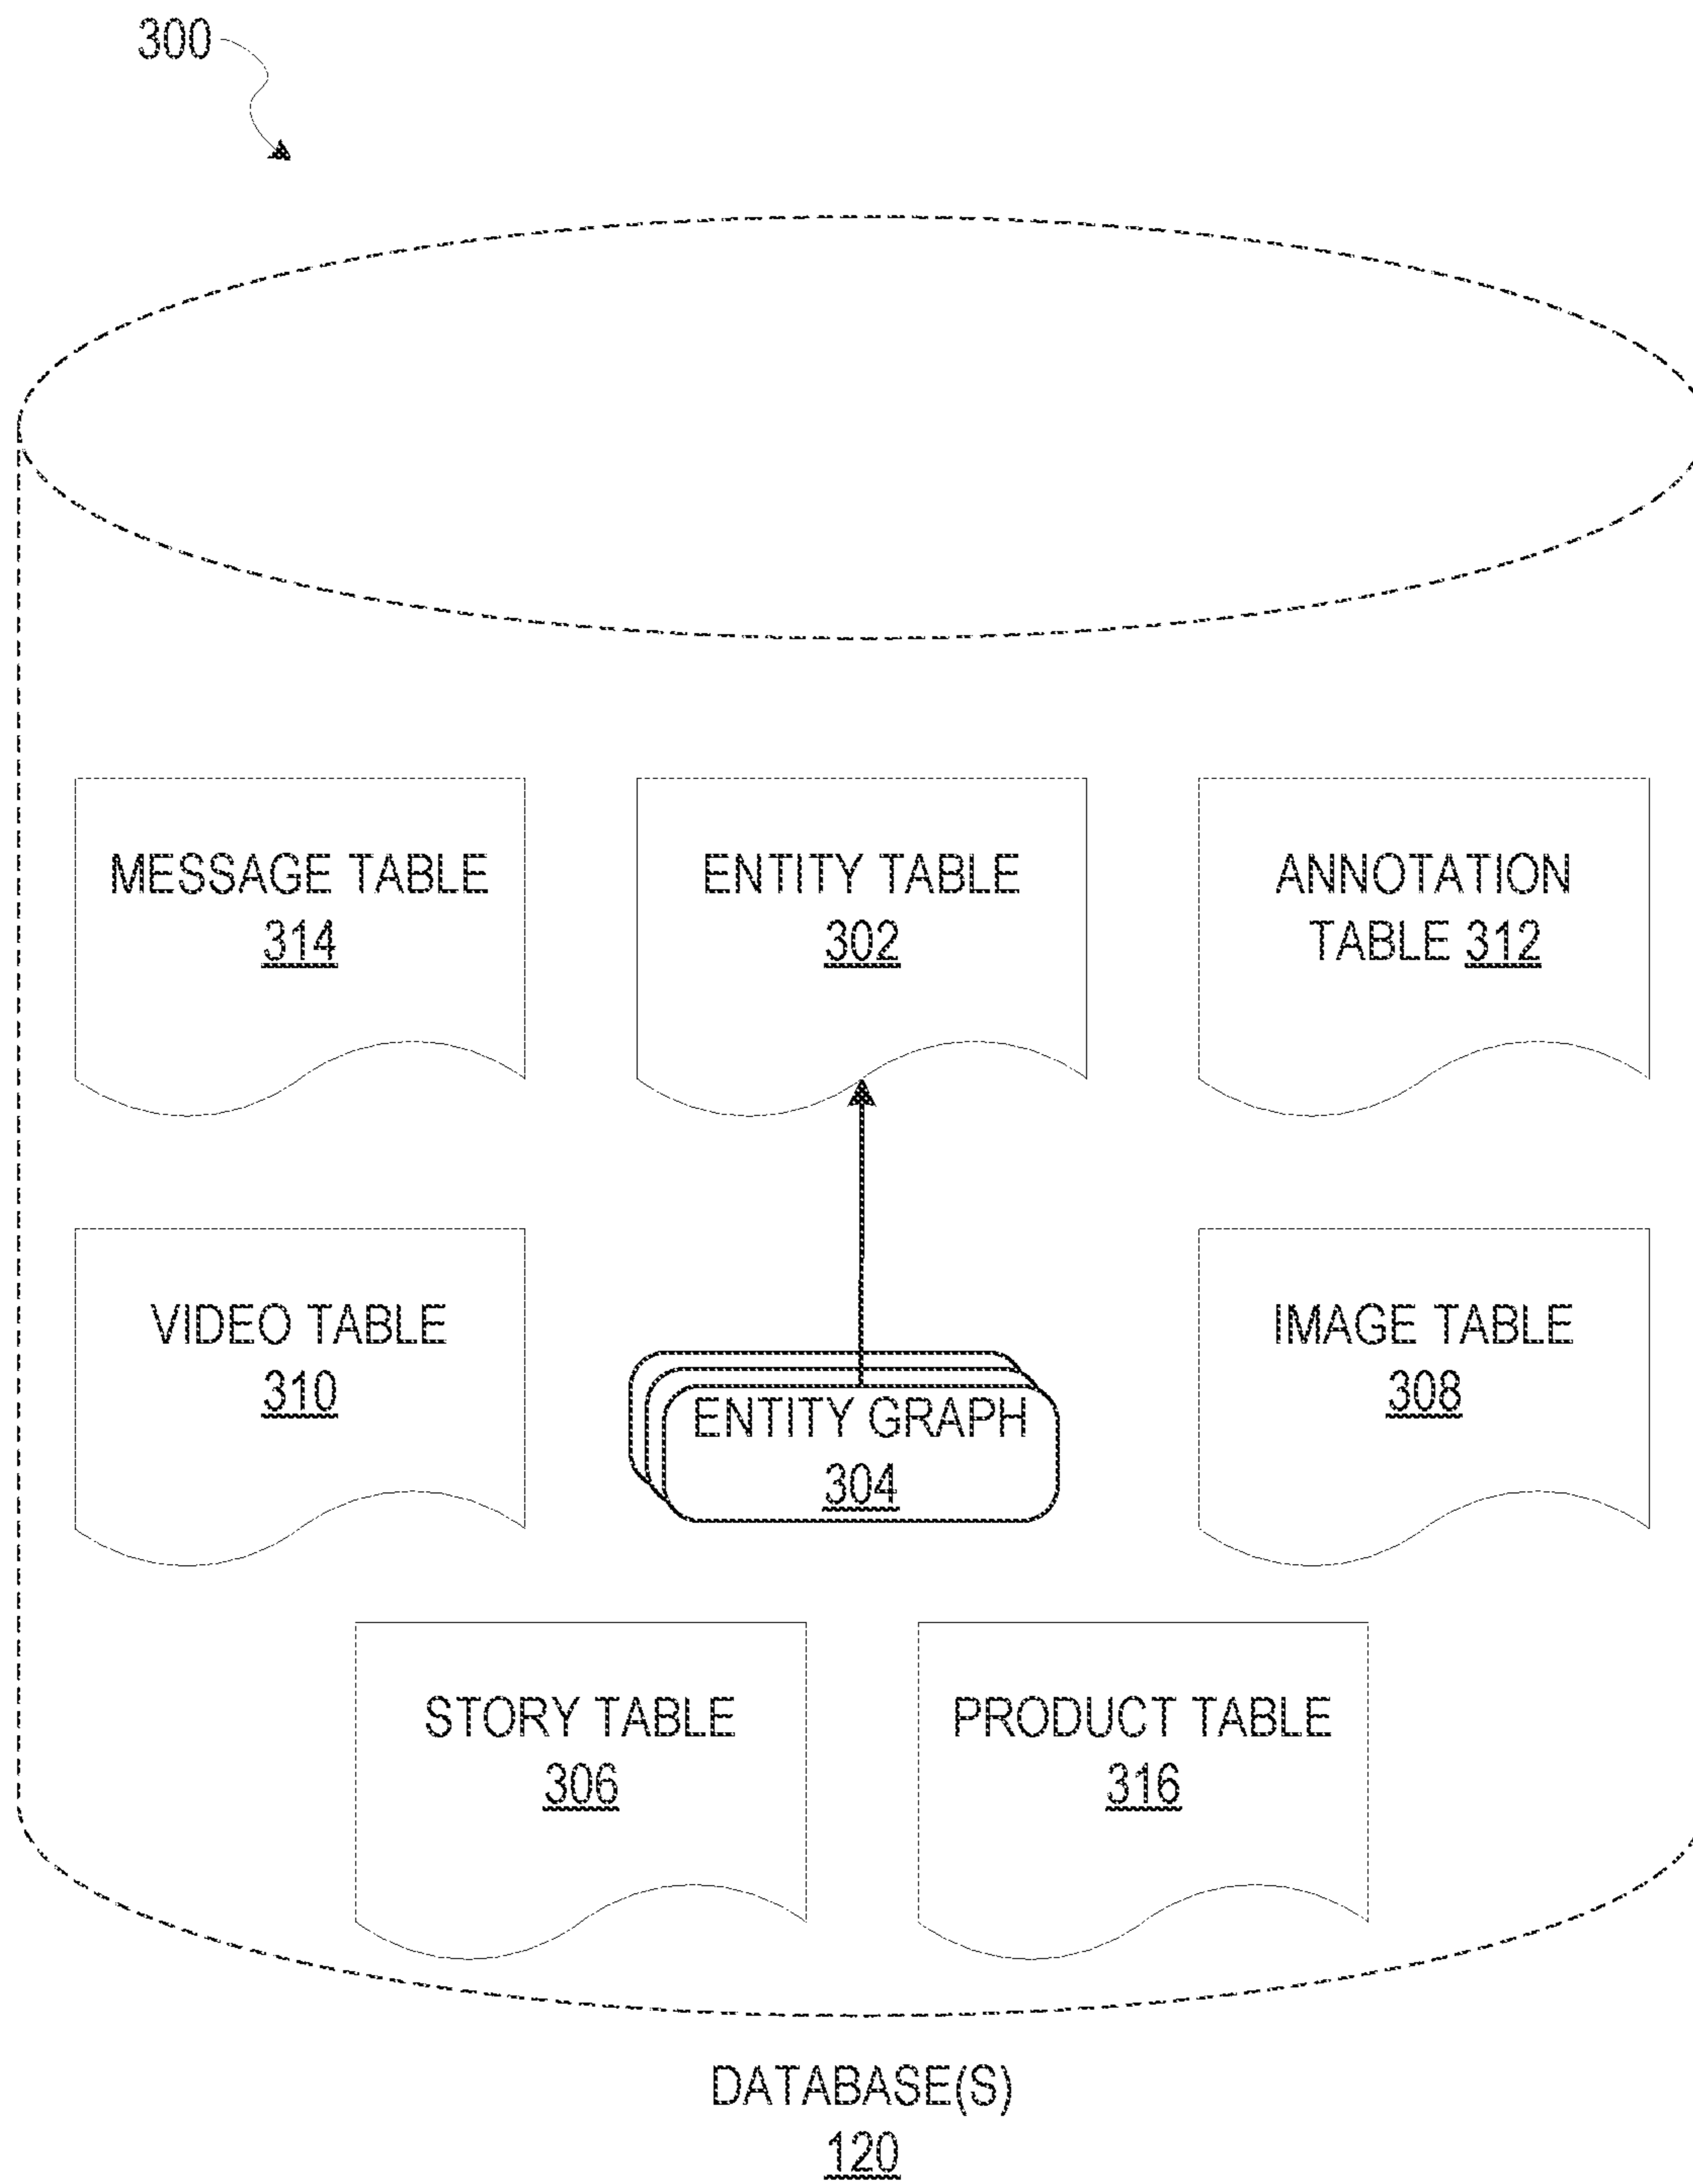 300
MESSAGE TABLE
314
ENTITY TABLE
302
ANNOTATION
TABLE 312
VIDEO TABLE
310
ENTITY GRAPH
304
IMAGE TABLE
308
STORY TABLE
306
PRODUCT TABLE
316
DATABASE(S)
120